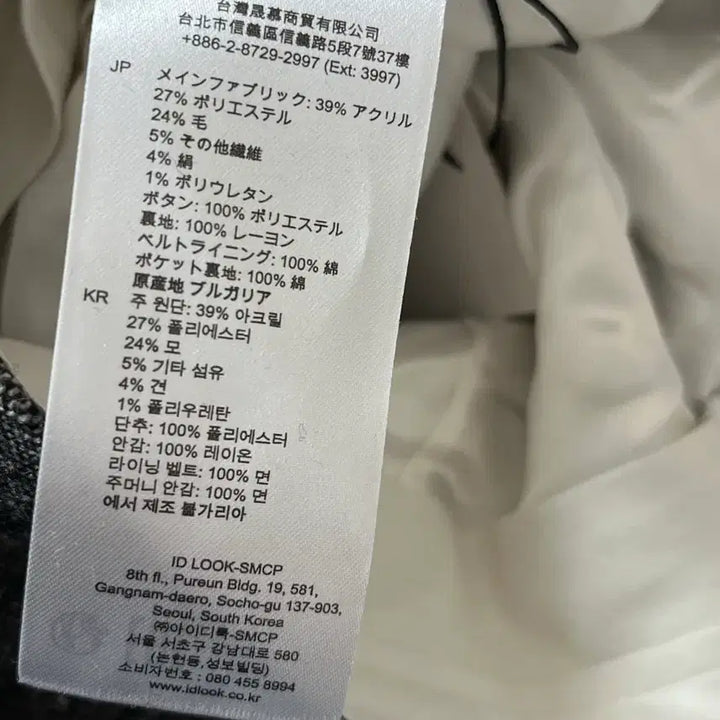 台灣晟慕商貿有限公司
台北市信義區信義路5段7號37樓
+886-2-8729-2997 (Ext: 3997)
JP メインファブリック: 39% アクリル
27% ポリエステル
24% 毛
5% その他繊維
4% 絹
1% ポリウレタン
ボタン: 100% ポリエステル
裏地: 100% レーヨン
ベルトライニング: 100% 綿
ポケット裏地: 100% 綿
原産地 ブルガリア
KR 주 원단: 39% 아크릴
27% 폴리에스터
24% 모
5% 기타 섬유
4% 견
1% 폴리우레탄
단추: 100% 폴리에스터
안감: 100% 레이온
라이닝 벨트: 100% 면
주머니 안감: 100% 면
에서 제조 불가리아
ID LOOK-SMCP
8th fl., Pureun Bldg. 19, 581,
Gangnam-daero, Socho-gu 137-903,
Seoul, South Korea
㈜아이디룩-SMCP
서울 서초구 강남대로 580
(논현동,성보빌딩)
소비자번호 : 080 455 8994
www.idlook.co.kr